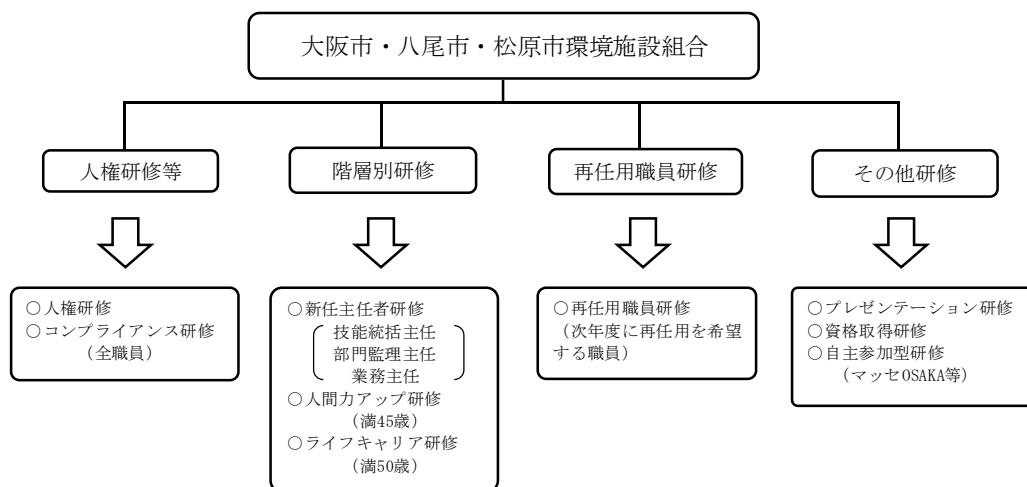 大阪市・八尾市・松原市環境施設組合
人権研修等
階層別研修
再任用職員研修
その他研修
○人権研修
○コンプライアンス研修
（全職員）
○新任主任者研修
技能統括主任
部門監理主任
業務主任
○人間力アップ研修
（満45歳）
○ライフキャリア研修
（満50歳）
○再任用職員研修
（次年度に再任用を希望
する職員）
○プレゼンテーション研修
○資格取得研修
○自主参加型研修
（マッセOSAKA等）